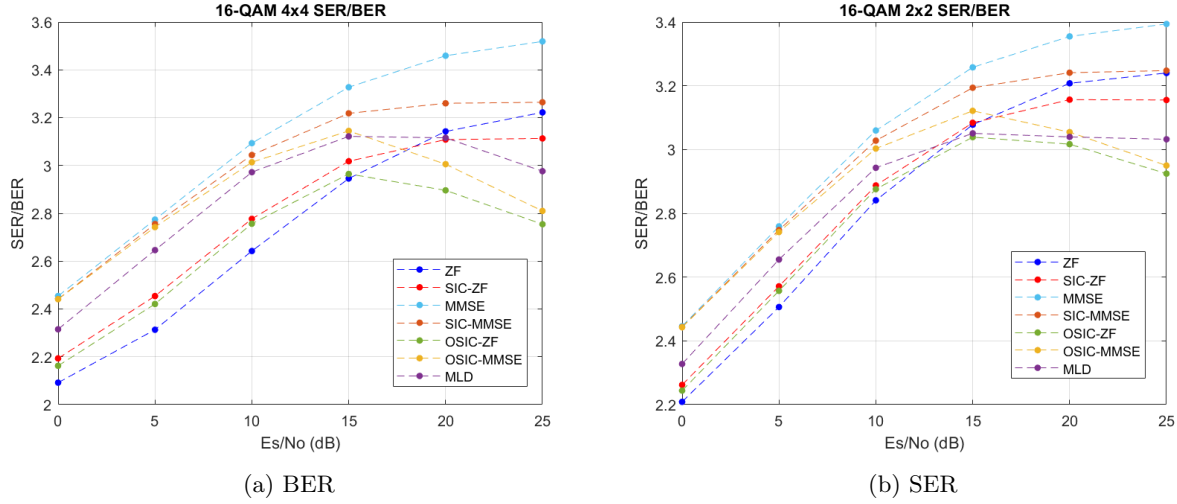 16-QAM 4x4 SER/BER
3.6
3.4
3.2
3
2.8
2.6
2.4
2.2
2
SER/BER
0 5 10 15 20 25
Es/No (dB)
ZF
SIC-ZF
MMSE
SIC-MMSE
OSIC-ZF
OSIC-MMSE
MLD
(a) BER
16-QAM 2x2 SER/BER
3.4
3.2
3
2.8
2.6
2.4
2.2
SER/BER
0 5 10 15 20 25
Es/No (dB)
ZF
SIC-ZF
MMSE
SIC-MMSE
OSIC-ZF
OSIC-MMSE
MLD
(b) SER